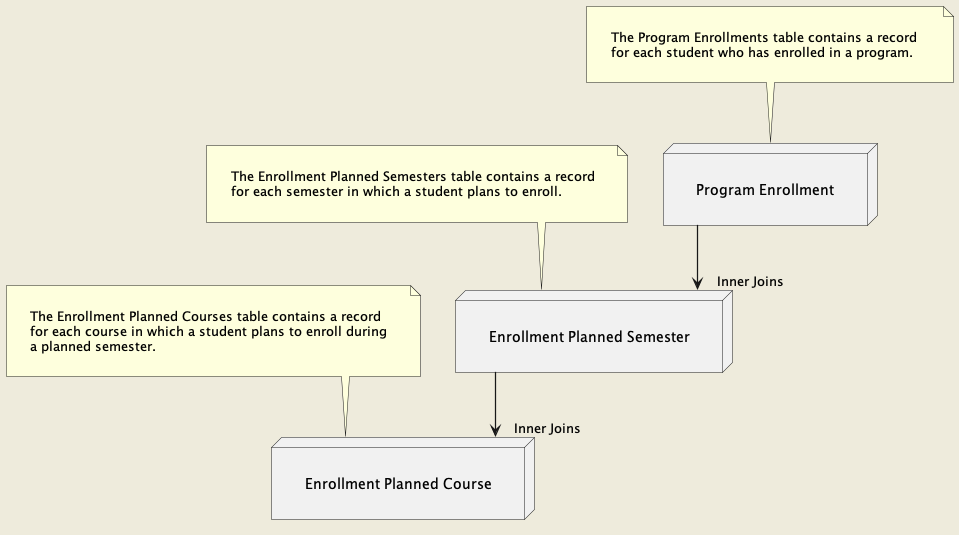 The Program Enrollments table contains a record
for each student who has enrolled in a program.
The Enrollment Planned Semesters table contains a record
for each semester in which a student plans to enroll.
Program Enrollment
Inner Joins
The Enrollment Planned Courses table contains a record
for each course in which a student plans to enroll during
a planned semester.
Enrollment Planned Semester
Inner Joins
Enrollment Planned Course